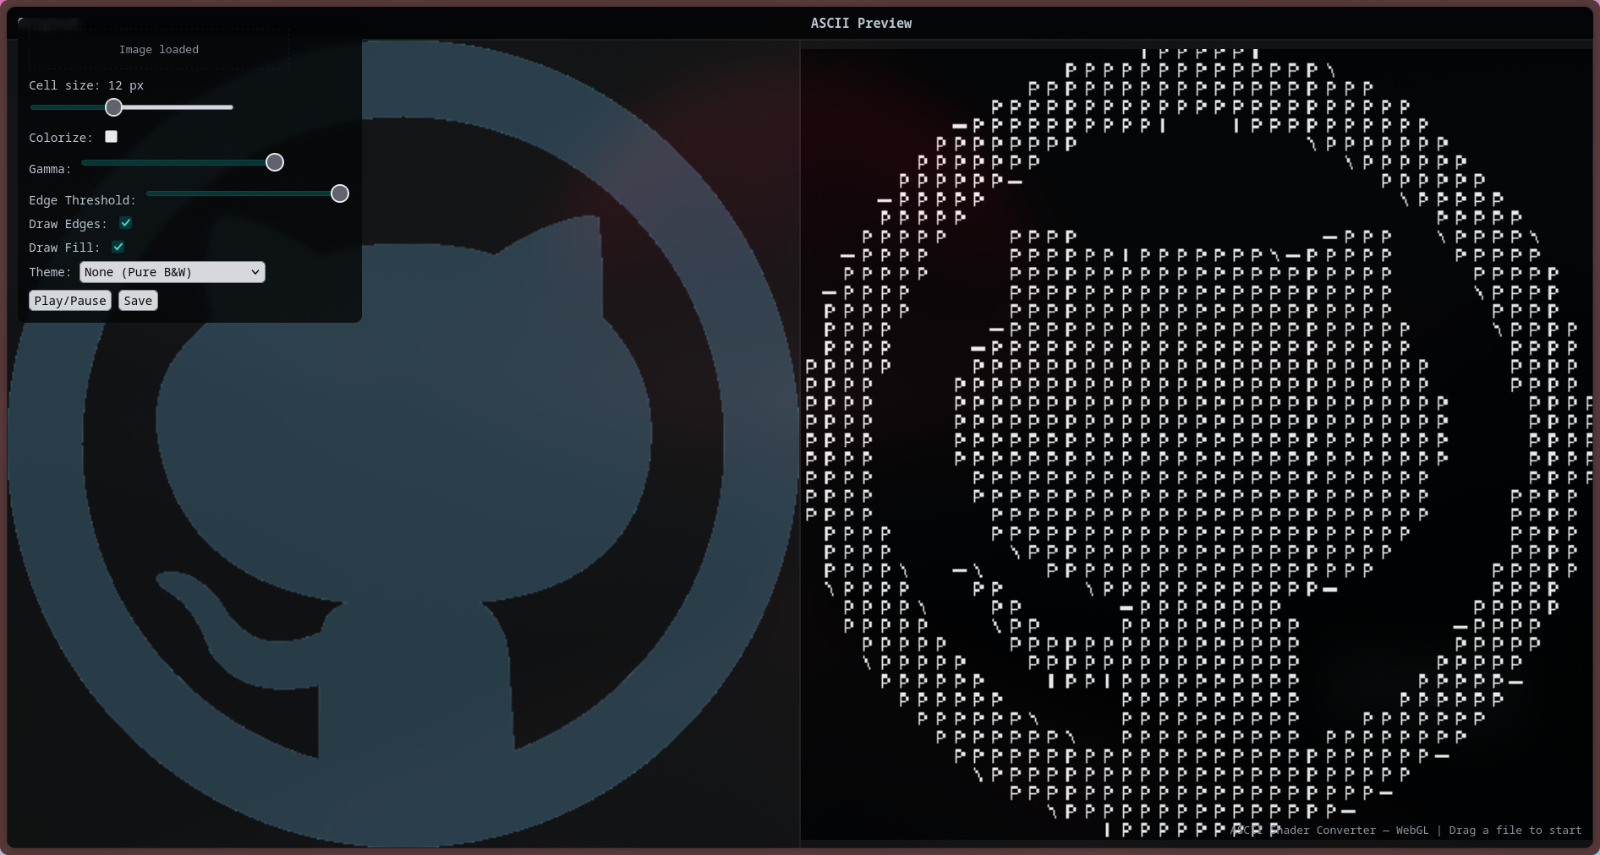 ASCII Preview
Image loaded
Cell size: 12 px
Colorize:
Gamma:
Edge Threshold:
Draw Edges:
Draw Fill:
Theme: None (Pure B&W)
Play/Pause Save
ASCII Shader Converter — WebGL | Drag a file to start